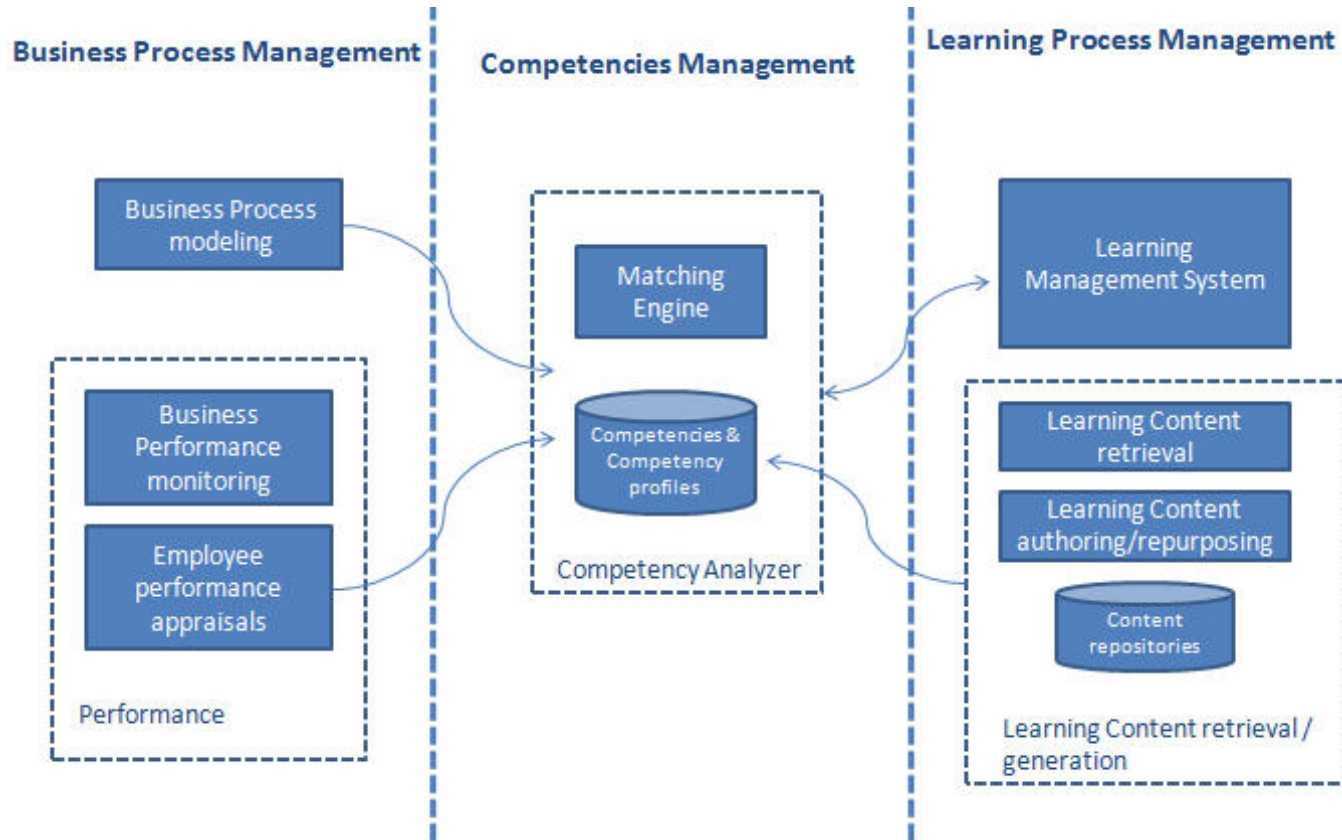 Business Process Management
Competencies Management
Learning Process Management
Business Process
modeling
Business
Performance
monitoring
Employee
performance
appraisals
Performance
Matching
Engine
Competencies &
Competency
profiles
Competency Analyzer
Learning
Management System
Learning Content
retrieval
Learning Content
authoring/repurposing
Content
repositories
Learning Content retrieval /
generation